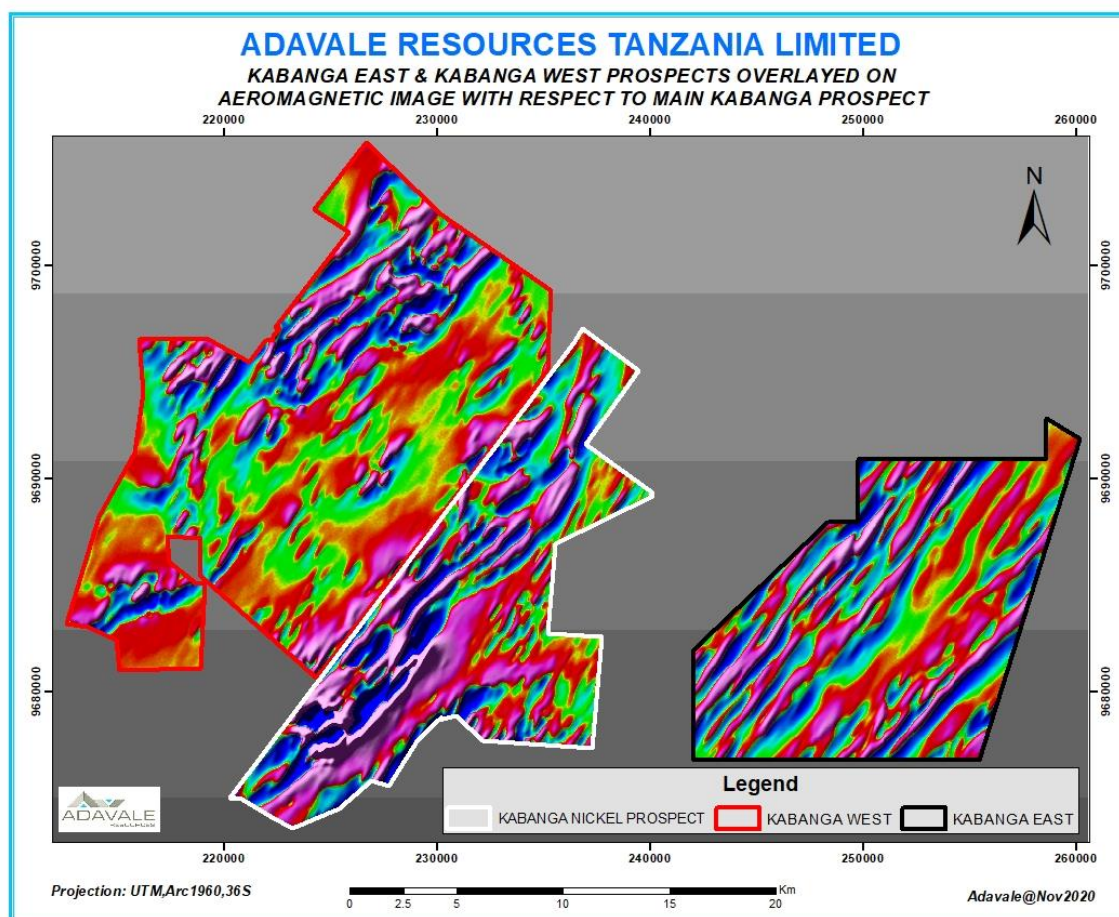 ADAVALE RESOURCES TANZANIA LIMITED
KABANGA EAST & KABANGA WEST PROSPECTS OVERLAYED ON
AEROMAGNETIC IMAGE WITH RESPECT TO MAIN KABANGA PROSPECT
220000 230000 240000 250000 260000
N
9700000 9700000
9690000 9690000
9680000 9680000
Legend
KABANGA NICKEL PROSPECT KABANGA WEST KABANGA EAST
ADAVALE
RESOURCES
220000 230000 240000 250000 260000
Projection: UTM,Arc1960,36S
Km
0 2.5 5 10 15 20
Adavale@Nov2020